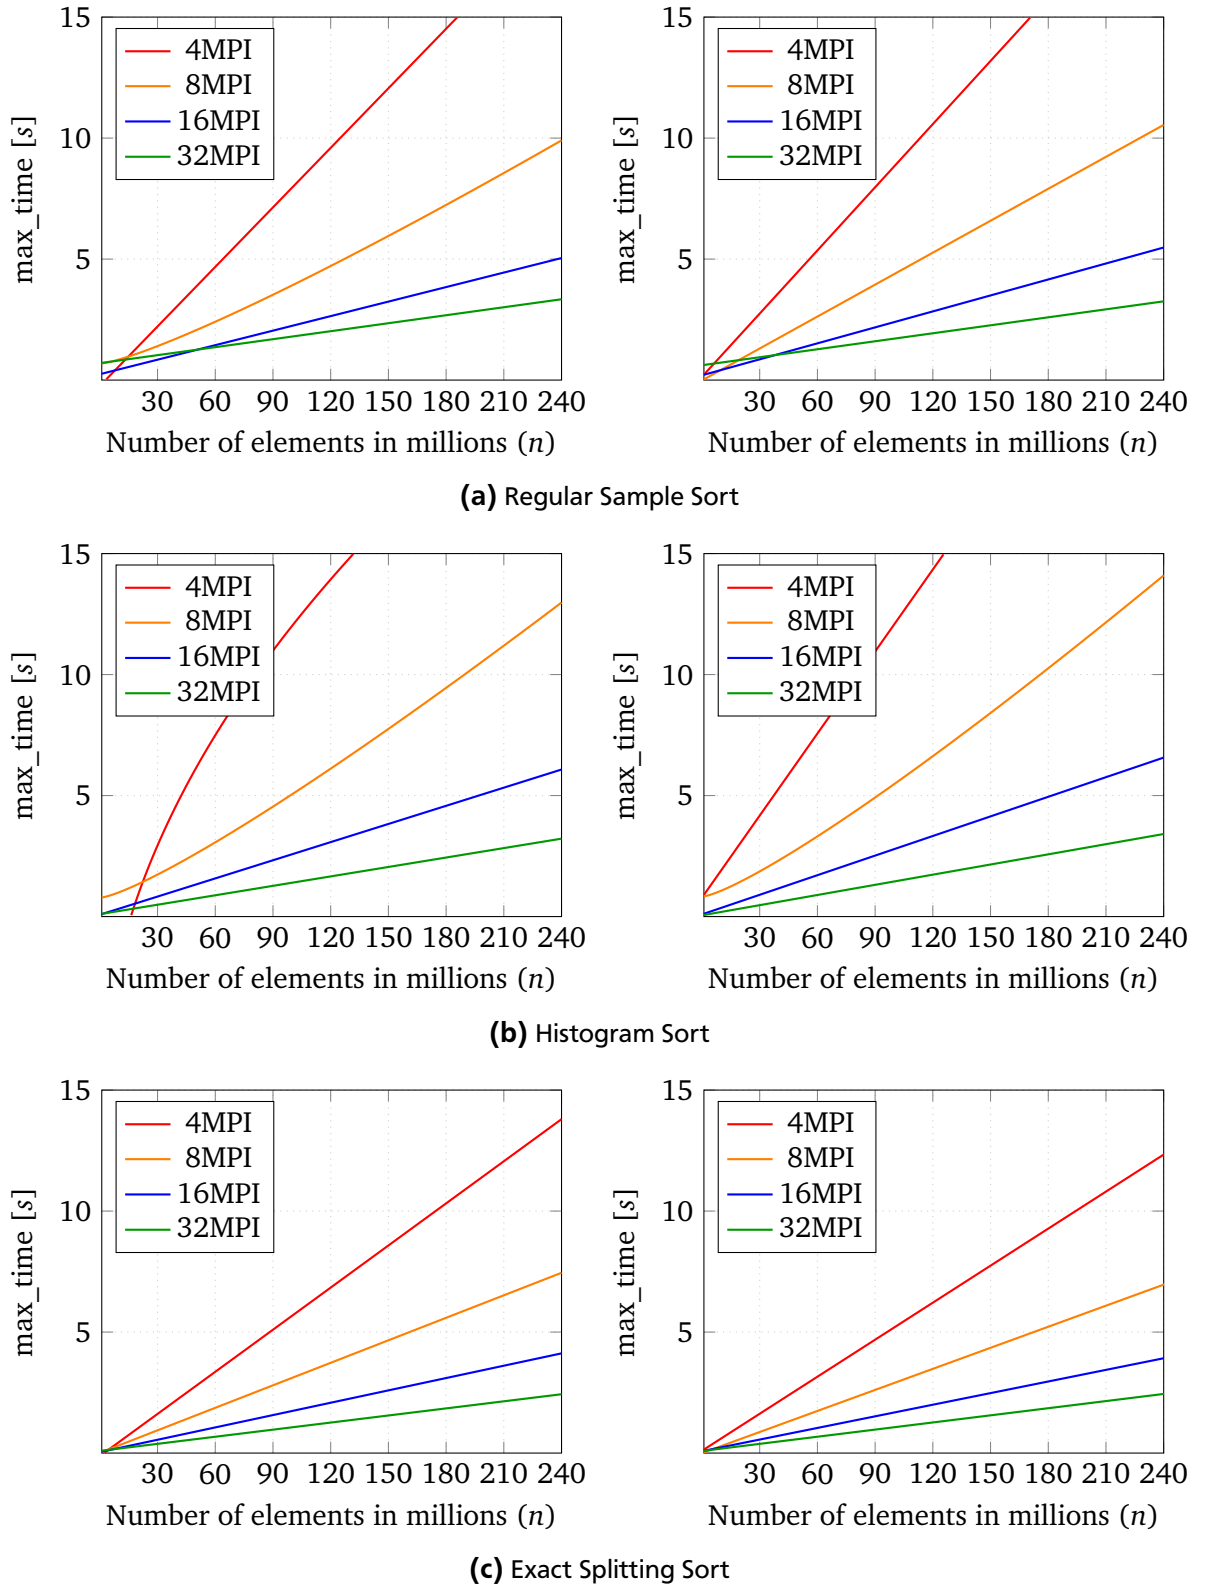 15
10
5
max_time [s]
4MPI
8MPI
16MPI
32MPI
30 60 90 120 150 180 210 240
Number of elements in millions (n)
15
10
5
max_time [s]
4MPI
8MPI
16MPI
32MPI
30 60 90 120 150 180 210 240
Number of elements in millions (n)
(a) Regular Sample Sort
15
10
5
max_time [s]
4MPI
8MPI
16MPI
32MPI
30 60 90 120 150 180 210 240
Number of elements in millions (n)
15
10
5
max_time [s]
4MPI
8MPI
16MPI
32MPI
30 60 90 120 150 180 210 240
Number of elements in millions (n)
(b) Histogram Sort
15
10
5
max_time [s]
4MPI
8MPI
16MPI
32MPI
30 60 90 120 150 180 210 240
Number of elements in millions (n)
15
10
5
max_time [s]
4MPI
8MPI
16MPI
32MPI
30 60 90 120 150 180 210 240
Number of elements in millions (n)
(c) Exact Splitting Sort